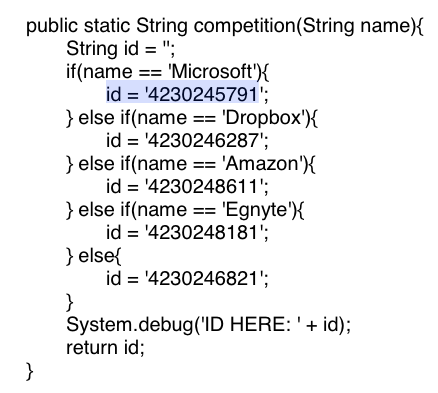 public static String competition(String name){
String id = '';
if(name == 'Microsoft'){
id = '4230245791';
} else if(name == 'Dropbox'){
id = '4230246287';
} else if(name == 'Amazon'){
id = '4230248611';
} else if(name == 'Egnyte'){
id = '4230248181';
} else{
id = '4230246821';
}
System.debug('ID HERE: ' + id);
return id;
}